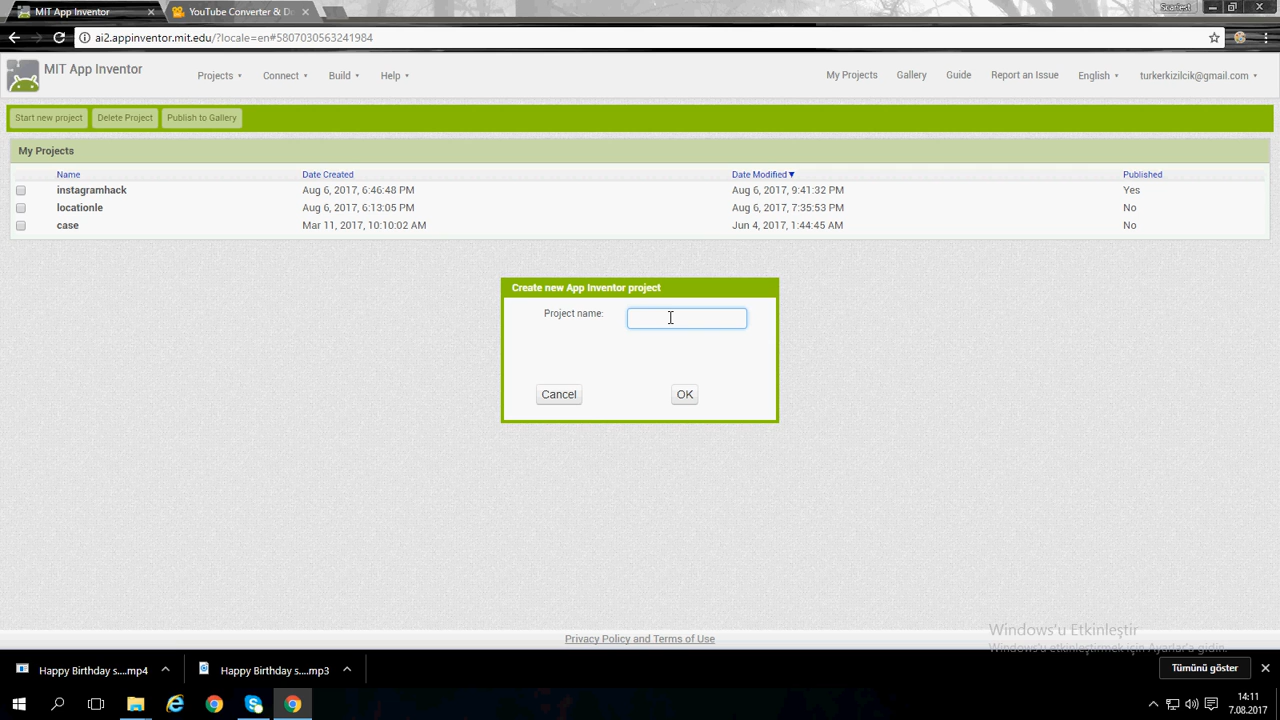 MIT App Inventor
YouTube Converter & D
ai2.appinventor.mit.edu/?locale=en#5807030563241984
MIT App Inventor
Projects Connect Build Help My Projects Gallery Guide Report an Issue English turkerkizilcik@gmail.com
Start new project Delete Project Publish to Gallery
My Projects
Name Date Created Date Modified Published
instagramhack Aug 6, 2017, 6:46:48 PM Aug 6, 2017, 9:41:32 PM Yes
locationle Aug 6, 2017, 6:13:05 PM Aug 6, 2017, 7:35:53 PM No
case Mar 11, 2017, 10:10:02 AM Jun 4, 2017, 1:44:45 AM No
Create new App Inventor project
Project name:
Cancel OK
Privacy Policy and Terms of Use
Windows'u Etkinleştir
Windows'u etkinleştirmek için Ayarlar'a gidin.
Happy Birthday s....mp4 Happy Birthday s....mp3 Tümünü göster
14:11
7.08.2017